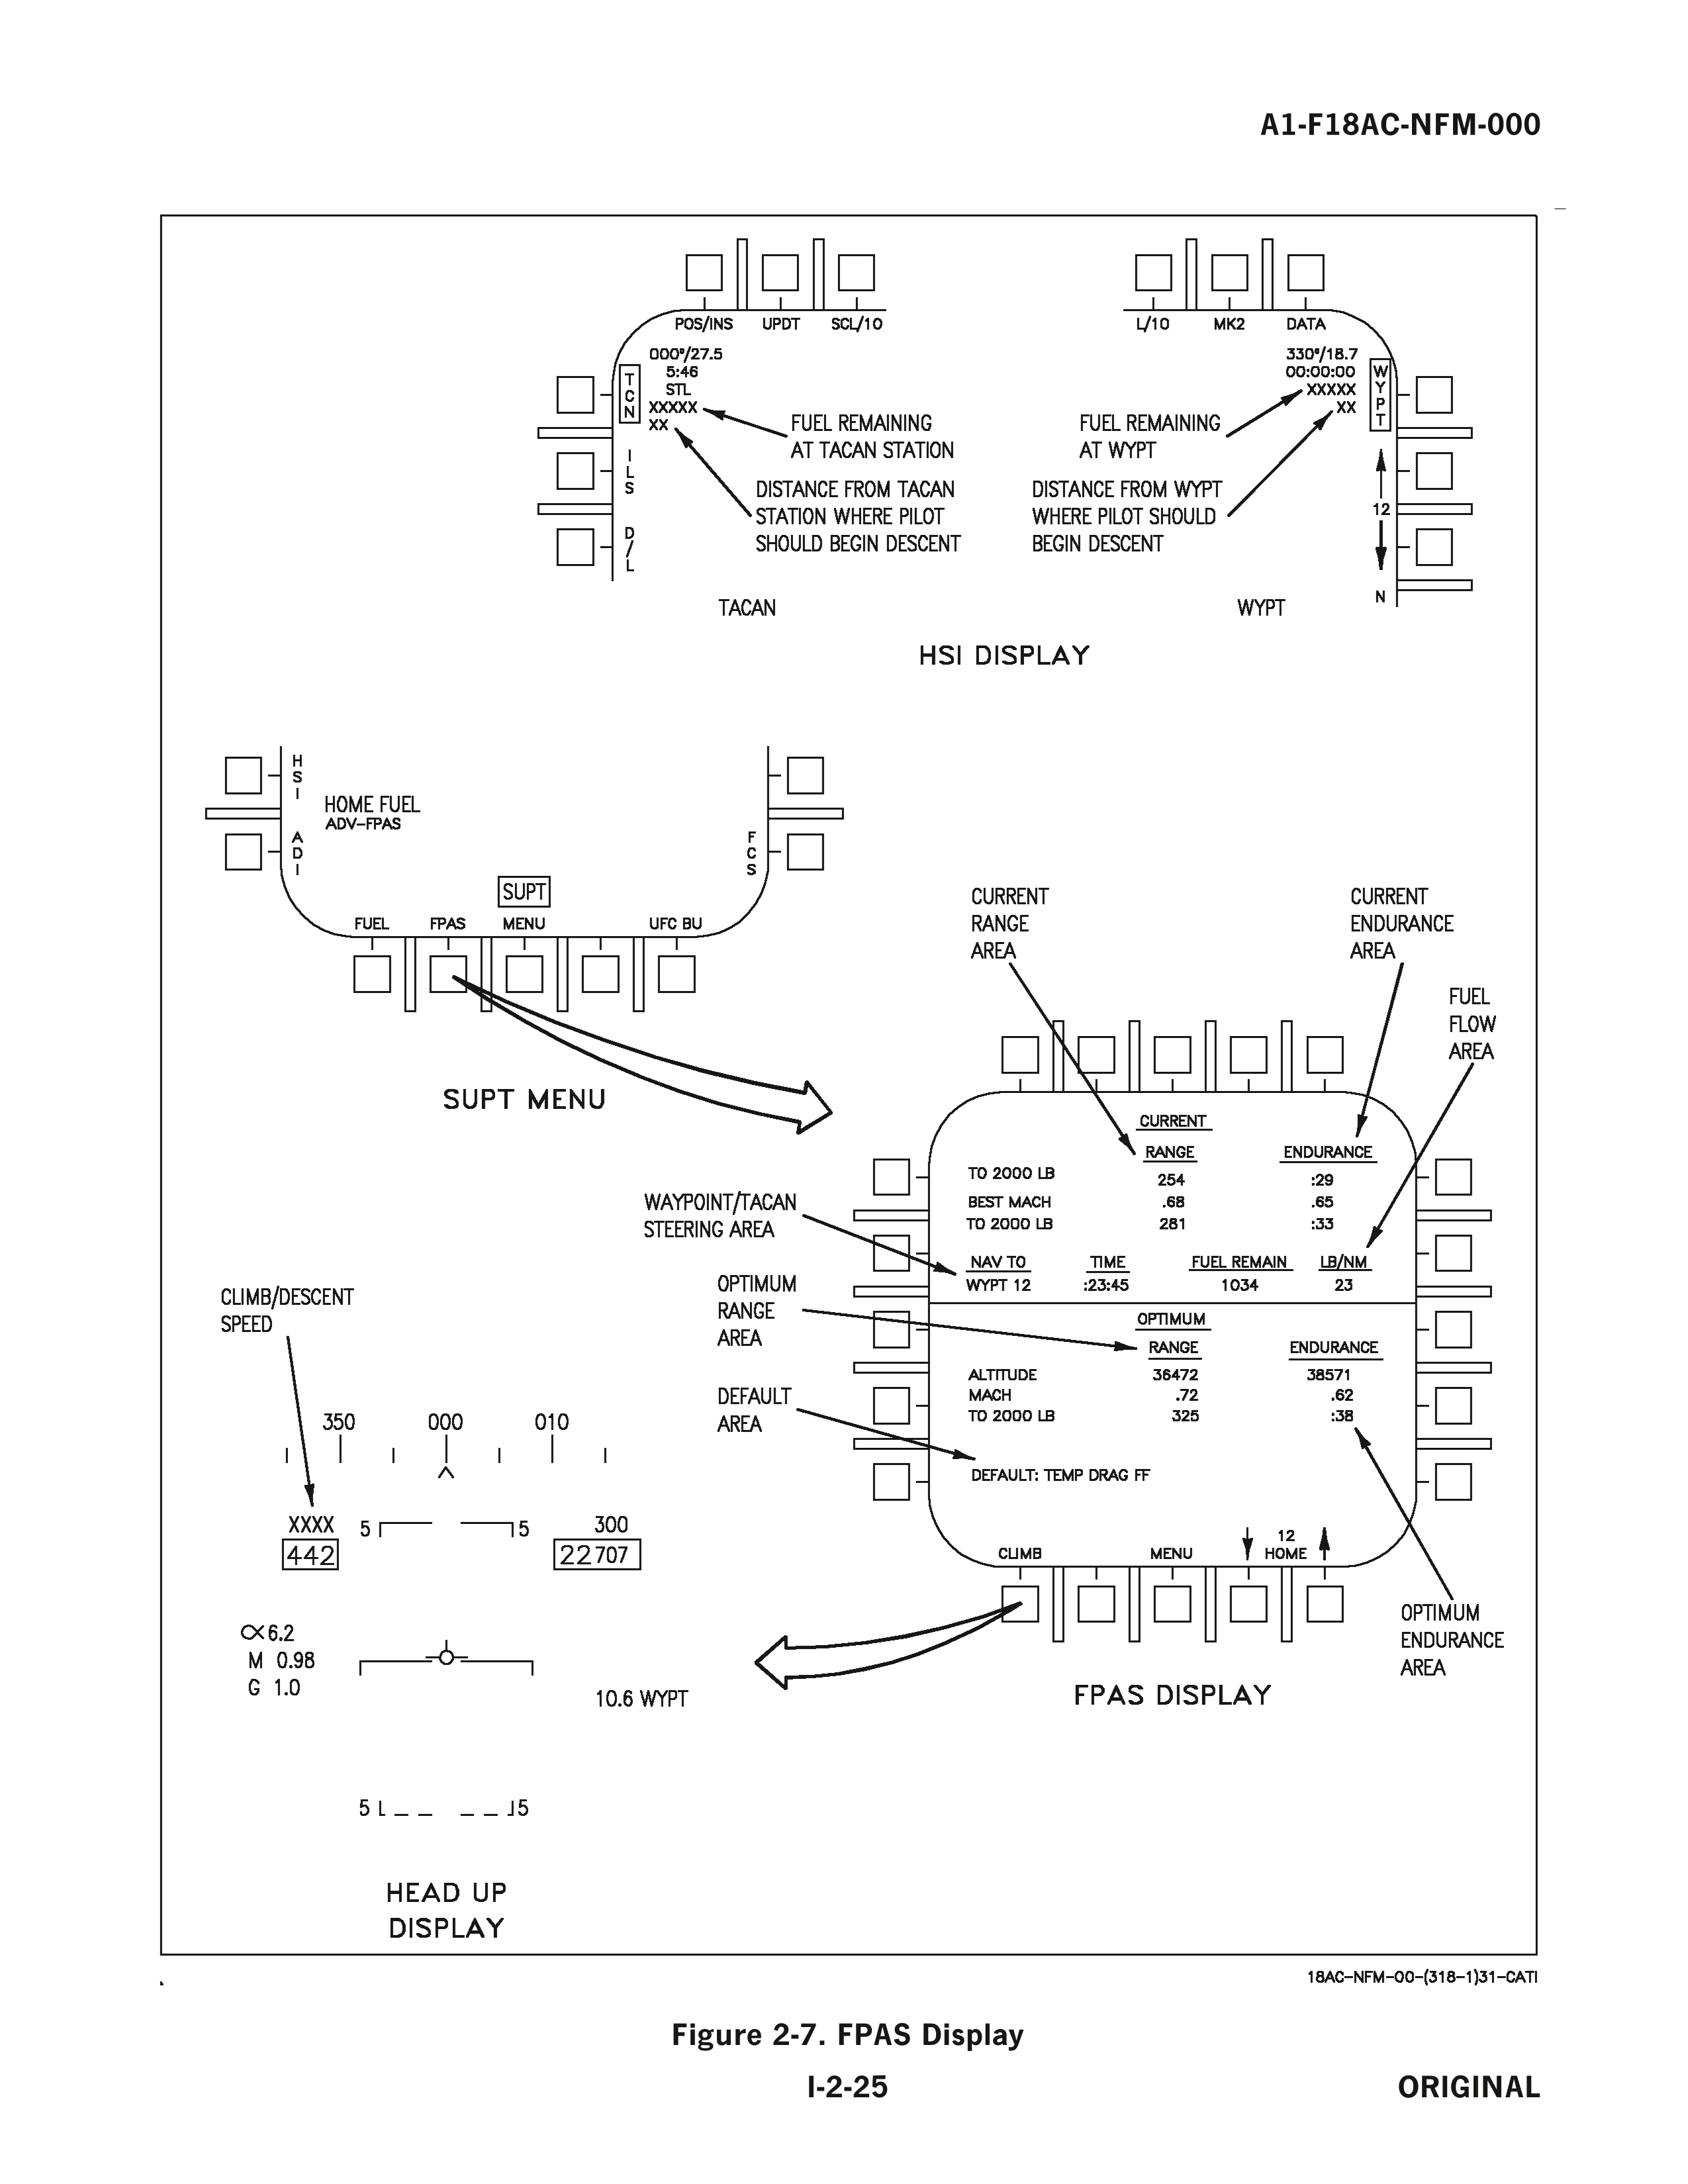 A1-F18AC-NFM-000
POS/INS UPDT SCL/10
000°/27.5
5:46
STL
XXXXX
XX
TCN
ILS
D/L
FUEL REMAINING
AT TACAN STATION
DISTANCE FROM TACAN
STATION WHERE PILOT
SHOULD BEGIN DESCENT
TACAN
L/10 MK2 DATA
330°/18.7
00:00:00
XXXXX
XX
WYPT
12
N
FUEL REMAINING
AT WYPT
DISTANCE FROM WYPT
WHERE PILOT SHOULD
BEGIN DESCENT
WYPT
HSI DISPLAY
HSI
HOME FUEL
ADV-FPAS
ADI
FCS
SUPT
FUEL FPAS MENU UFC BU
SUPT MENU
CURRENT
RANGE
AREA
CURRENT
ENDURANCE
AREA
FUEL
FLOW
AREA
WAYPOINT/TACAN
STEERING AREA
OPTIMUM
RANGE
AREA
DEFAULT
AREA
CURRENT
RANGE ENDURANCE
TO 2000 LB 254 :29
BEST MACH .68 .65
TO 2000 LB 281 :33
NAV TO TIME FUEL REMAIN LB/NM
WYPT 12 :23:45 1034 23
OPTIMUM
RANGE ENDURANCE
ALTITUDE 36472 38571
MACH .72 .62
TO 2000 LB 325 :38
DEFAULT: TEMP DRAG FF
12
CLIMB MENU HOME
OPTIMUM
ENDURANCE
AREA
FPAS DISPLAY
CLIMB/DESCENT
SPEED
350 000 010
XXXX 5 5 300
442 22707
α6.2
M 0.98
G 1.0
10.6 WYPT
5 5
HEAD UP
DISPLAY
18AC-NFM-00-(318-1)31-CATI
Figure 2-7. FPAS Display
I-2-25 ORIGINAL